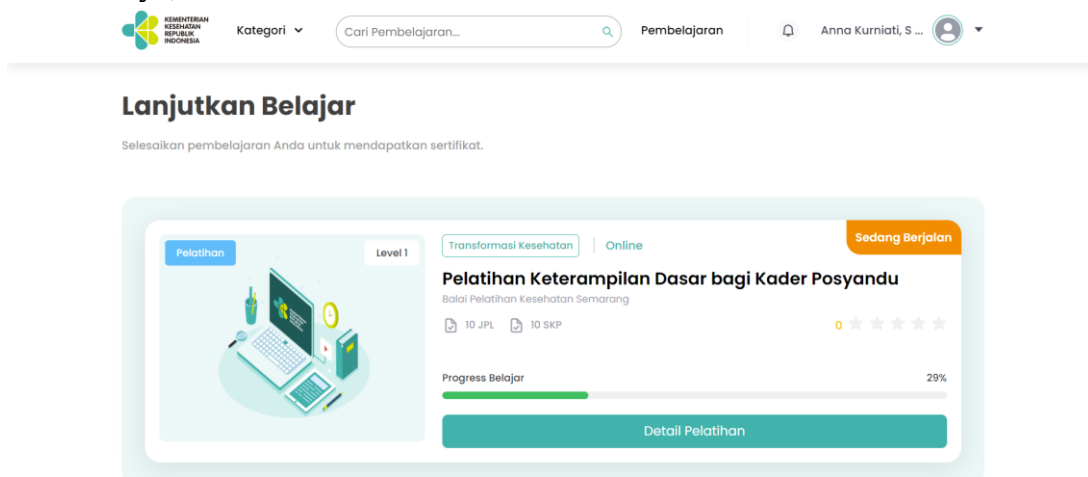 KEMENTERIAN
KESEHATAN
REPUBLIK
INDONESIA
Kategori
Cari Pembelajaran...
Pembelajaran
Anna Kurniati, S ...
Lanjutkan Belajar
Selesaikan pembelajaran Anda untuk mendapatkan sertifikat.
Pelatihan
Level 1
Transformasi Kesehatan
Online
Sedang Berjalan
Pelatihan Keterampilan Dasar bagi Kader Posyandu
Balai Pelatihan Kesehatan Semarang
10 JPL
10 SKP
0
Progress Belajar
29%
Detail Pelatihan